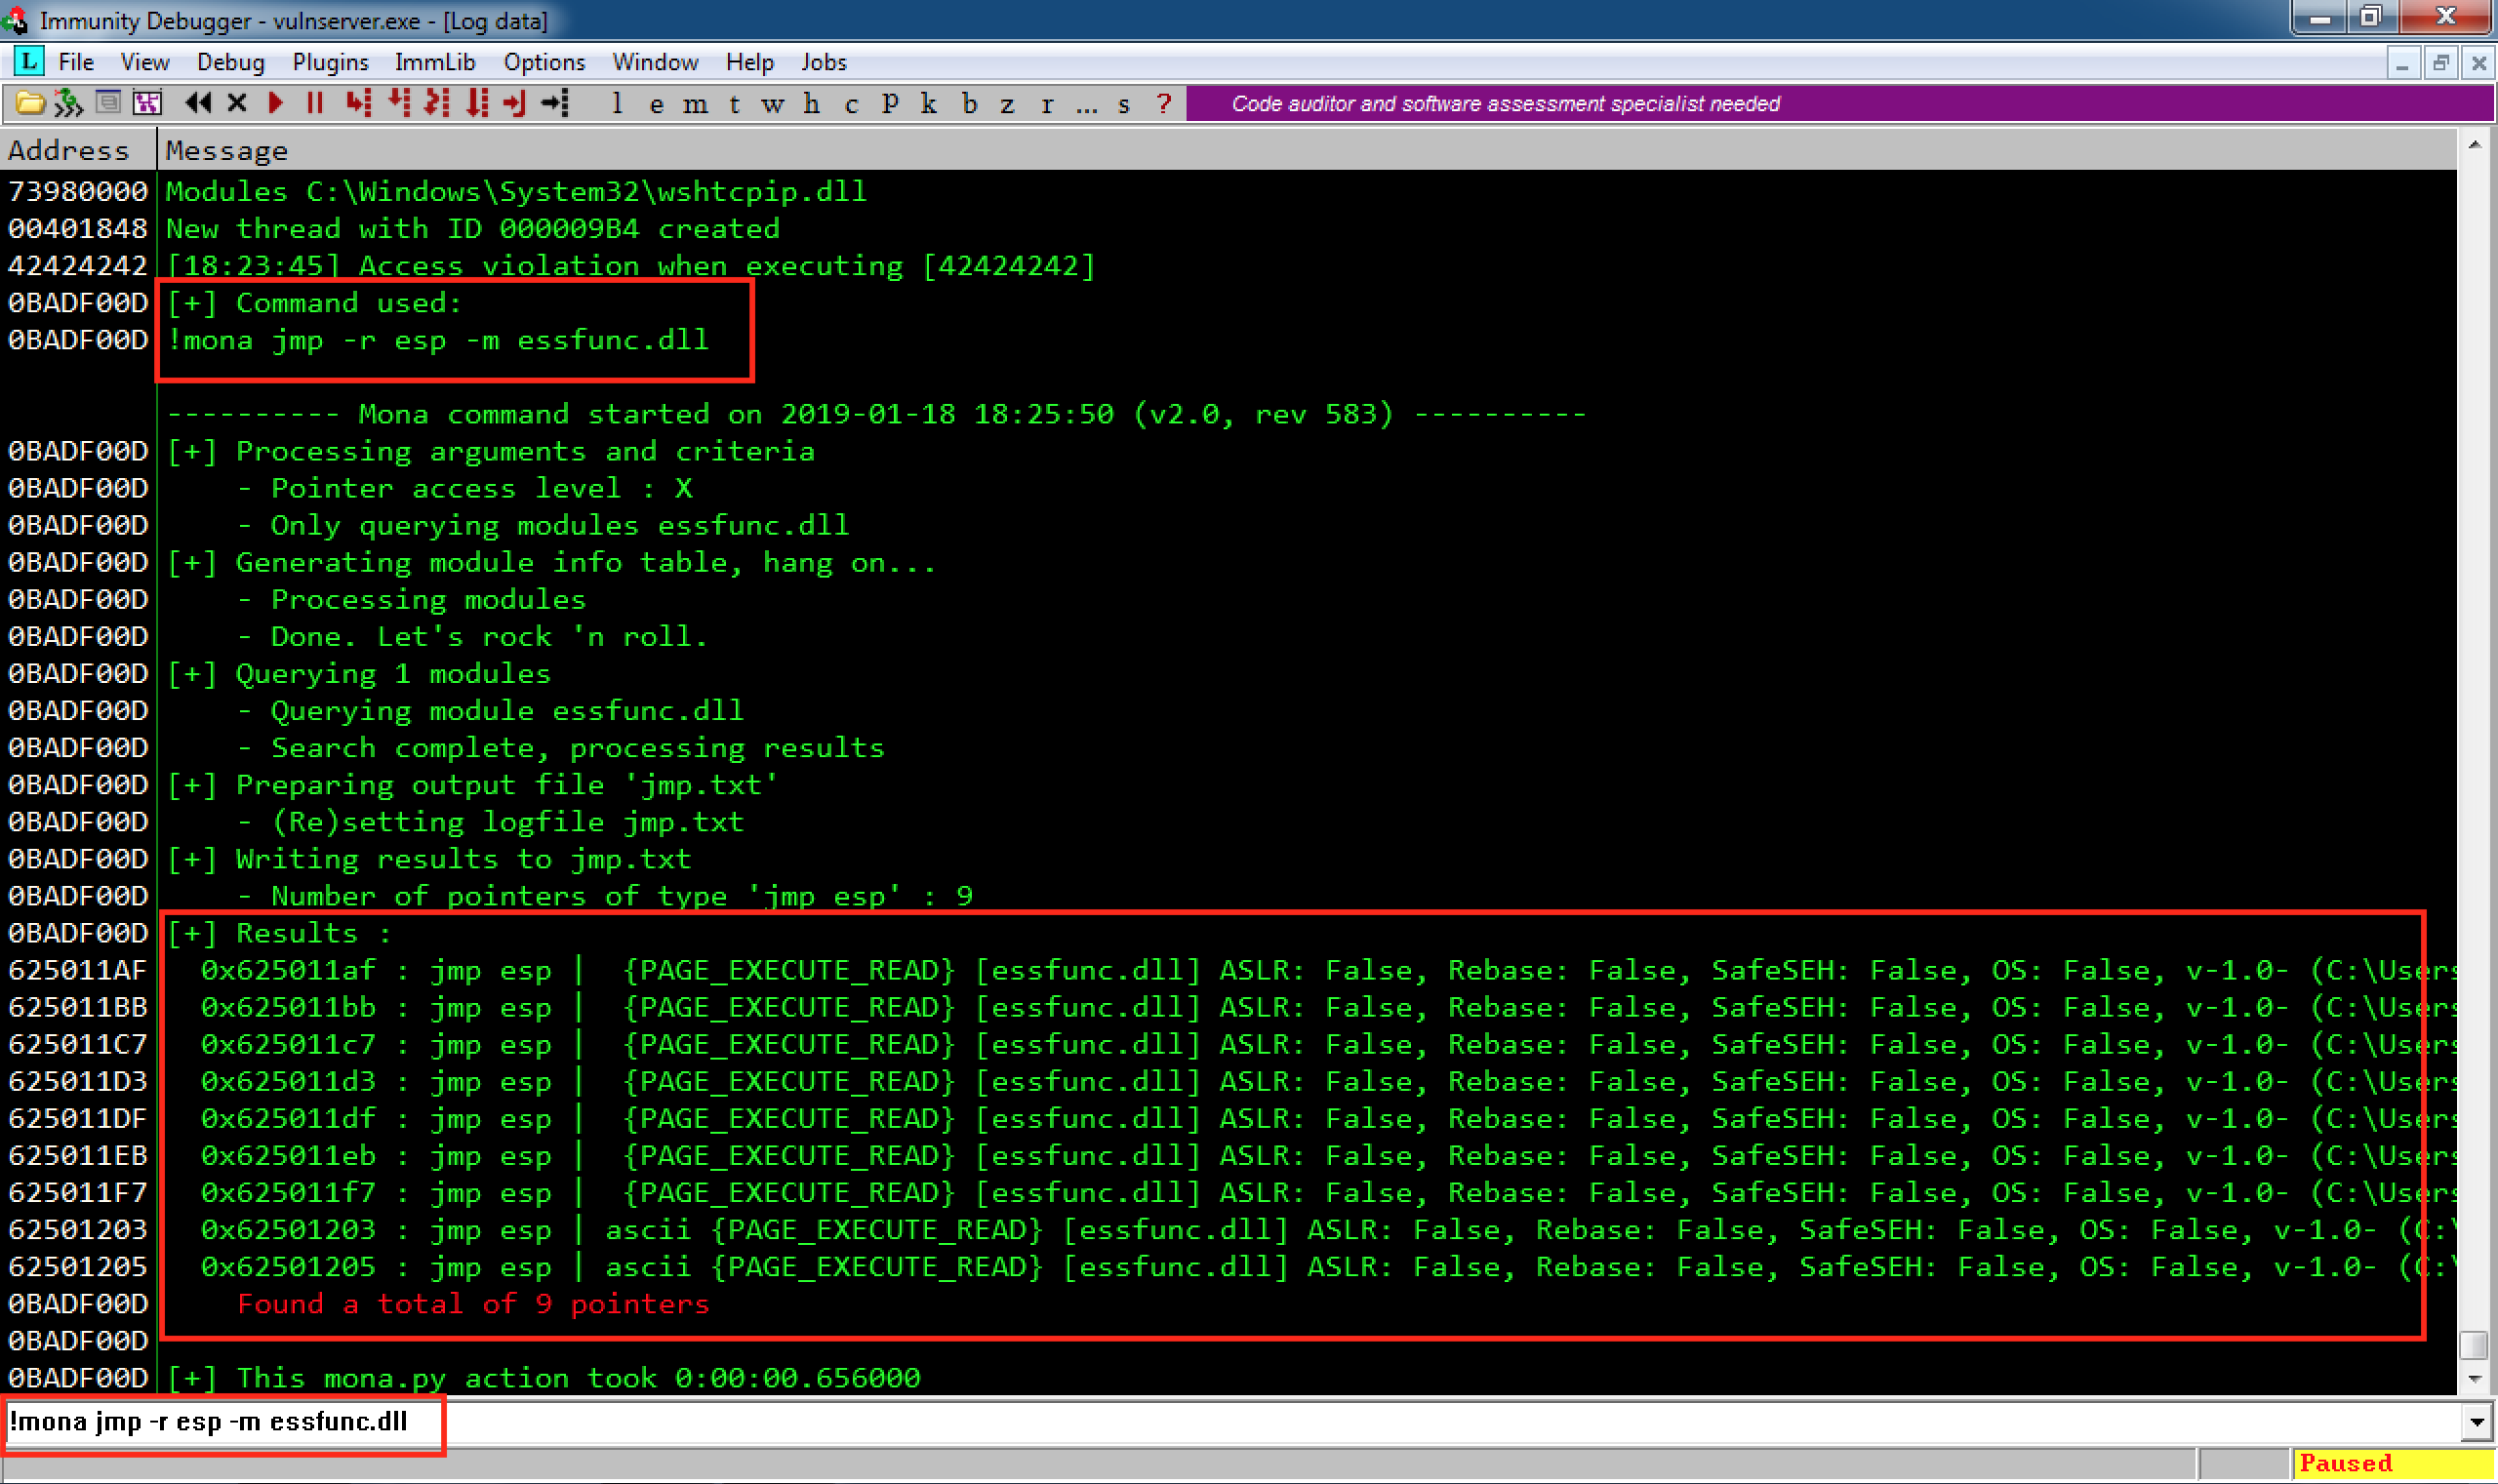 Immunity Debugger - vulnserver.exe - [Log data]
L File View Debug Plugins ImmLib Options Window Help Jobs
l e m t w h c P k b z r ... s ? Code auditor and software assessment specialist needed
Address Message
73980000 Modules C:\Windows\System32\wshtcpip.dll
00401848 New thread with ID 000009B4 created
42424242 [18:23:45] Access violation when executing [42424242]
0BADF00D [+] Command used:
0BADF00D !mona jmp -r esp -m essfunc.dll
---------- Mona command started on 2019-01-18 18:25:50 (v2.0, rev 583) ----------
0BADF00D [+] Processing arguments and criteria
0BADF00D - Pointer access level : X
0BADF00D - Only querying modules essfunc.dll
0BADF00D [+] Generating module info table, hang on...
0BADF00D - Processing modules
0BADF00D - Done. Let's rock 'n roll.
0BADF00D [+] Querying 1 modules
0BADF00D - Querying module essfunc.dll
0BADF00D - Search complete, processing results
0BADF00D [+] Preparing output file 'jmp.txt'
0BADF00D - (Re)setting logfile jmp.txt
0BADF00D [+] Writing results to jmp.txt
0BADF00D - Number of pointers of type 'jmp esp' : 9
0BADF00D [+] Results :
625011AF 0x625011af : jmp esp | {PAGE_EXECUTE_READ} [essfunc.dll] ASLR: False, Rebase: False, SafeSEH: False, OS: False, v-1.0- (C:\Users
625011BB 0x625011bb : jmp esp | {PAGE_EXECUTE_READ} [essfunc.dll] ASLR: False, Rebase: False, SafeSEH: False, OS: False, v-1.0- (C:\Users
625011C7 0x625011c7 : jmp esp | {PAGE_EXECUTE_READ} [essfunc.dll] ASLR: False, Rebase: False, SafeSEH: False, OS: False, v-1.0- (C:\Users
625011D3 0x625011d3 : jmp esp | {PAGE_EXECUTE_READ} [essfunc.dll] ASLR: False, Rebase: False, SafeSEH: False, OS: False, v-1.0- (C:\Users
625011DF 0x625011df : jmp esp | {PAGE_EXECUTE_READ} [essfunc.dll] ASLR: False, Rebase: False, SafeSEH: False, OS: False, v-1.0- (C:\Users
625011EB 0x625011eb : jmp esp | {PAGE_EXECUTE_READ} [essfunc.dll] ASLR: False, Rebase: False, SafeSEH: False, OS: False, v-1.0- (C:\Users
625011F7 0x625011f7 : jmp esp | {PAGE_EXECUTE_READ} [essfunc.dll] ASLR: False, Rebase: False, SafeSEH: False, OS: False, v-1.0- (C:\Users
62501203 0x62501203 : jmp esp | ascii {PAGE_EXECUTE_READ} [essfunc.dll] ASLR: False, Rebase: False, SafeSEH: False, OS: False, v-1.0- (C:\
62501205 0x62501205 : jmp esp | ascii {PAGE_EXECUTE_READ} [essfunc.dll] ASLR: False, Rebase: False, SafeSEH: False, OS: False, v-1.0- (C:\
0BADF00D Found a total of 9 pointers
0BADF00D
0BADF00D [+] This mona.py action took 0:00:00.656000
!mona jmp -r esp -m essfunc.dll
Paused